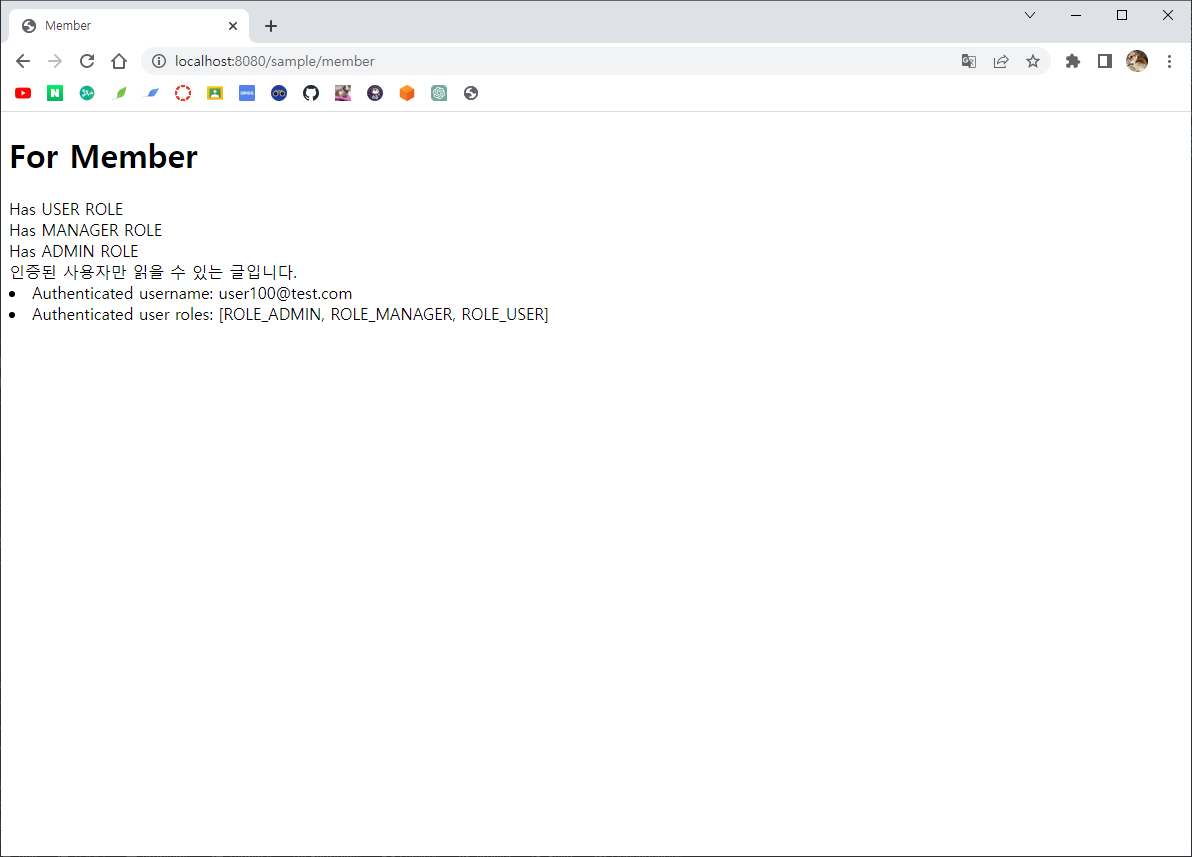 Member
localhost:8080/sample/member
For Member
Has USER ROLE
Has MANAGER ROLE
Has ADMIN ROLE
인증된 사용자만 읽을 수 있는 글입니다.
Authenticated username: user100@test.com
Authenticated user roles: [ROLE_ADMIN, ROLE_MANAGER, ROLE_USER]